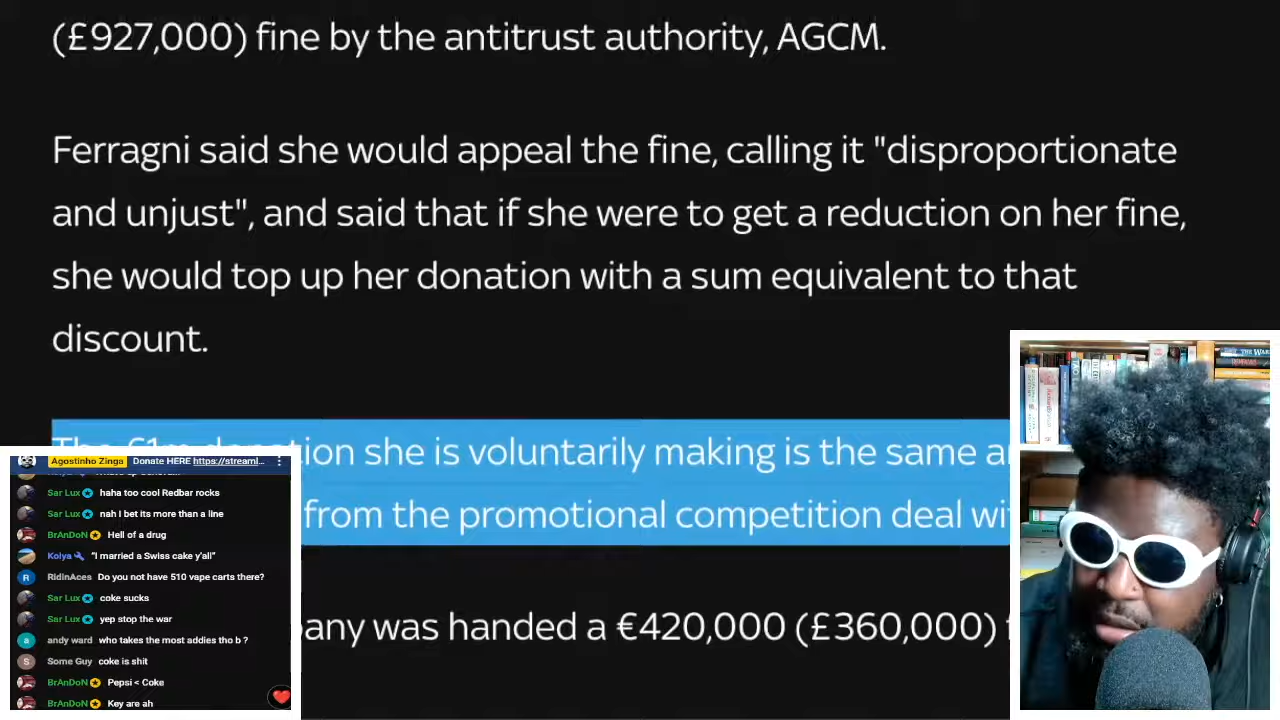 (£927,000) fine by the antitrust authority, AGCM.
Ferragni said she would appeal the fine, calling it "disproportionate
and unjust", and said that if she were to get a reduction on her fine,
she would top up her donation with a sum equivalent to that
discount.
The €1m donation she is voluntarily making is the same
from the promotional competition deal
was handed a €420,000 (£360,000)
Agostinho Zinga Donate HERE https://streaml...
Sar Lux haha too cool Redbar rocks
Sar Lux nah I bet its more than a line
BrAnDoN Hell of a drug
Kolya “I married a Swiss cake y'all”
R RidinAces Do you not have 510 vape carts there?
Sar Lux coke sucks
Sar Lux yep stop the war
a andy ward who takes the most addies tho b ?
S Some Guy coke is shit
BrAnDoN Pepsi < Coke
BrAnDoN Key are ah